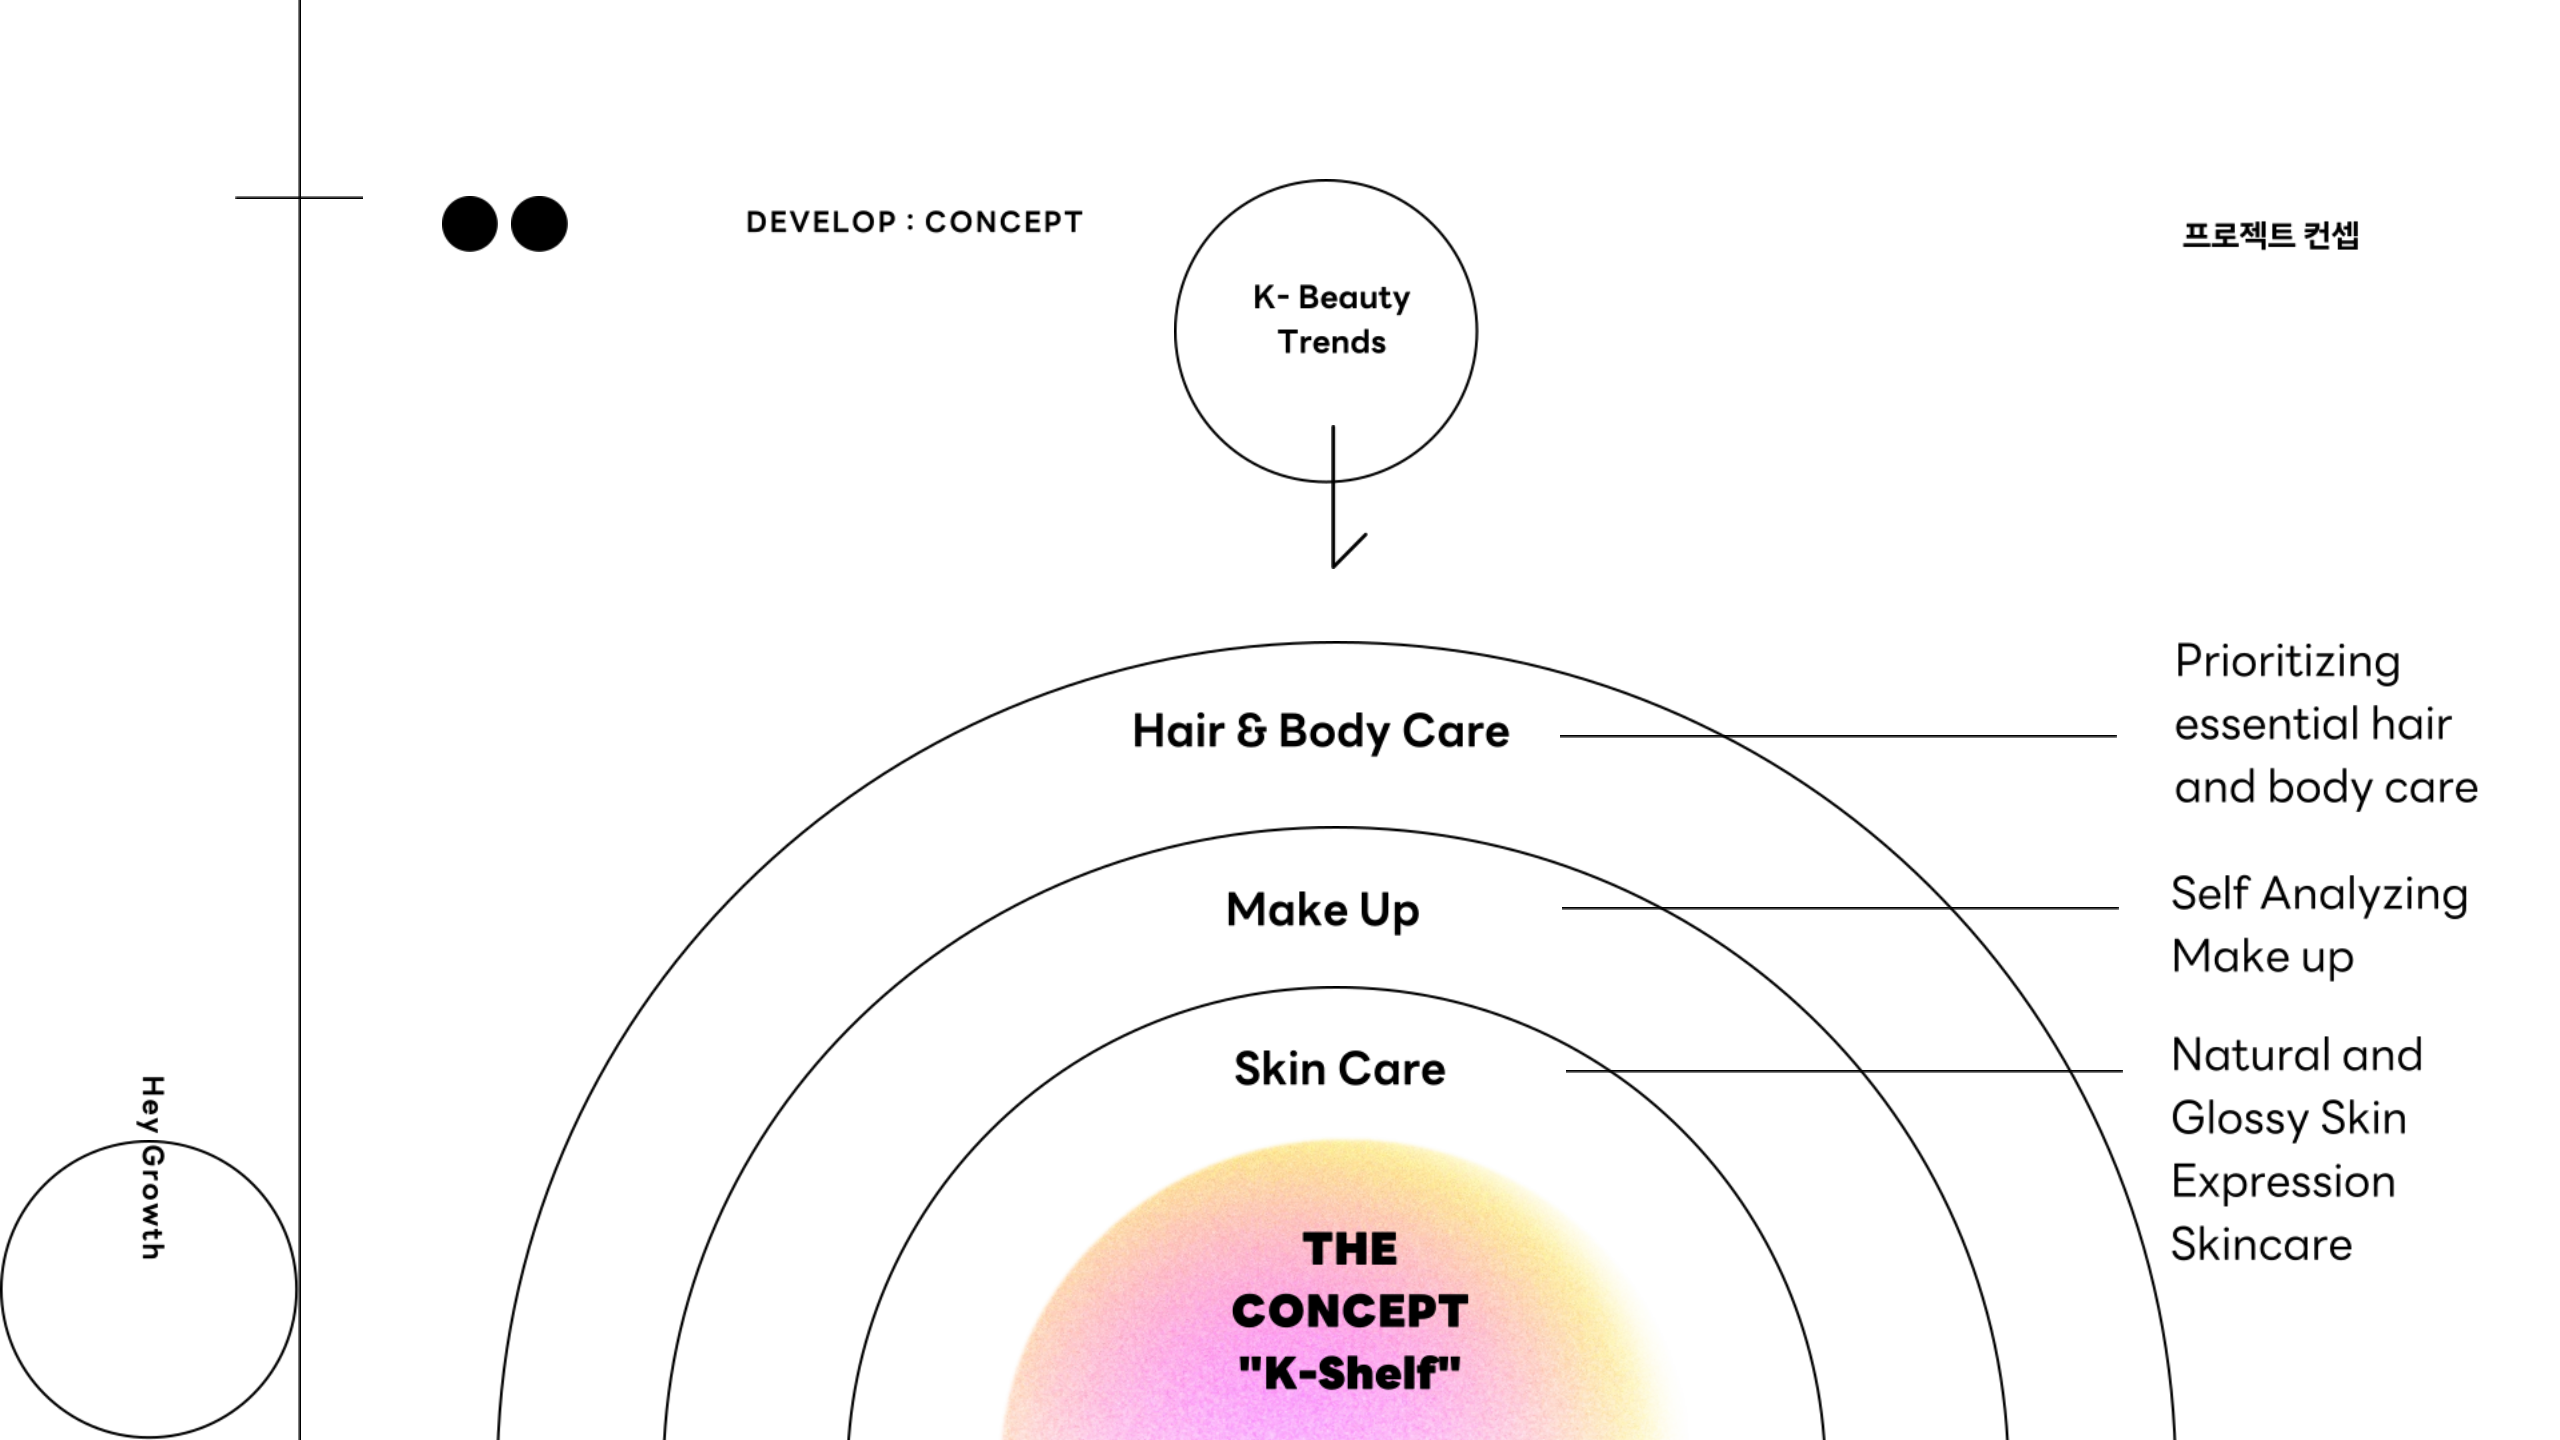 DEVELOP : CONCEPT
K- Beauty
Trends
프로젝트 컨셉
Hair & Body Care
Prioritizing
essential hair
and body care
Make Up
Self Analyzing
Make up
Skin Care
Natural and
Glossy Skin
Expression
Skincare
THE
CONCEPT
"K-Shelf"
Hey Growth